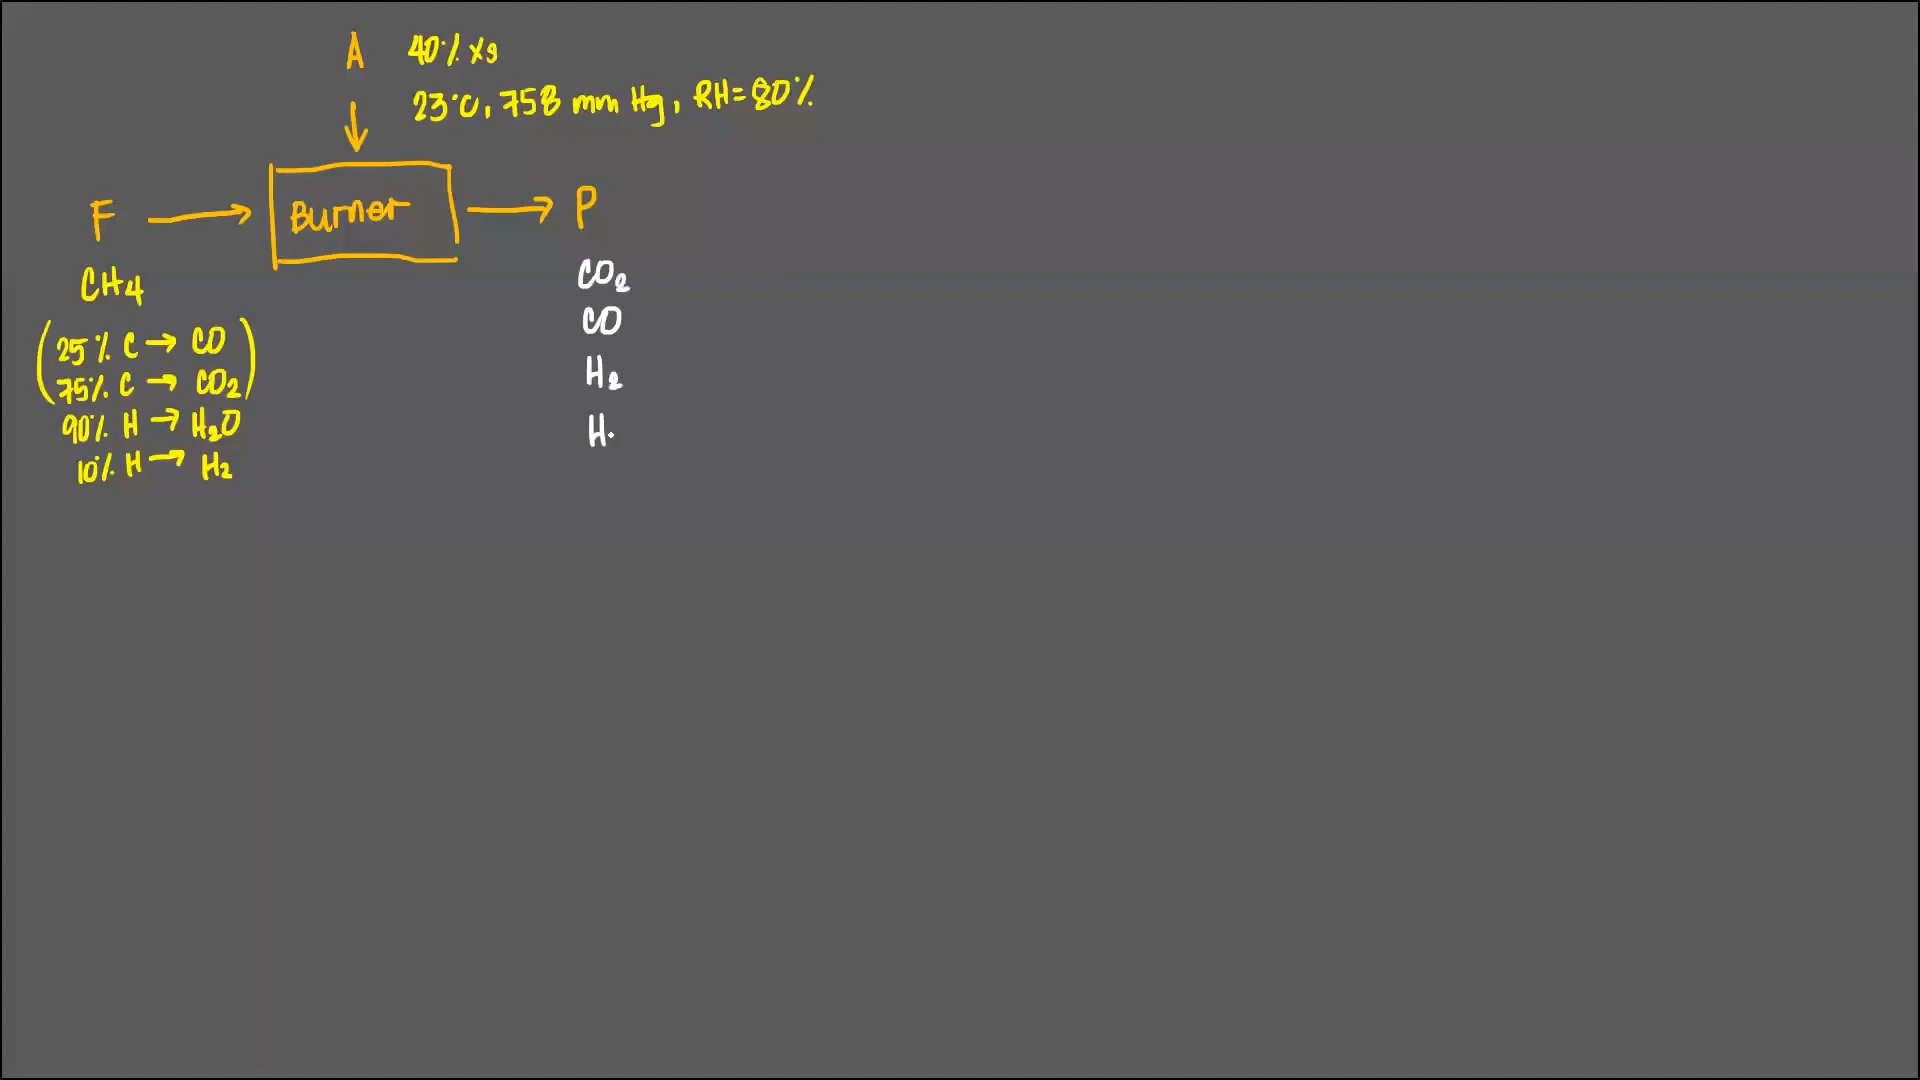 A 40% xs
23°C, 758 mm Hg, RH=80%
F → Burner → P
CH4
25% C → CO
75% C → CO2
90% H → H2O
10% H → H2
CO2
CO
H2
H.